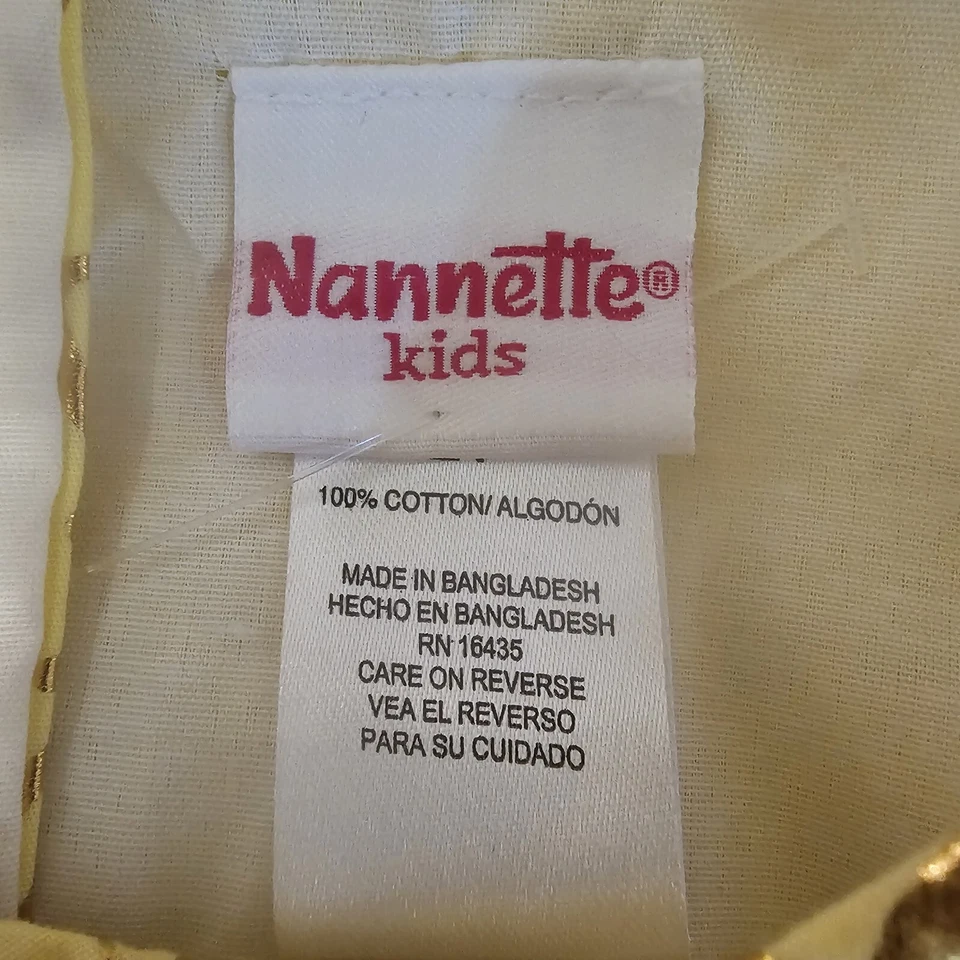 Nannette®
kids
100% COTTON/ ALGODÓN
MADE IN BANGLADESH
HECHO EN BANGLADESH
RN 16435
CARE ON REVERSE
VEA EL REVERSO
PARA SU CUIDADO